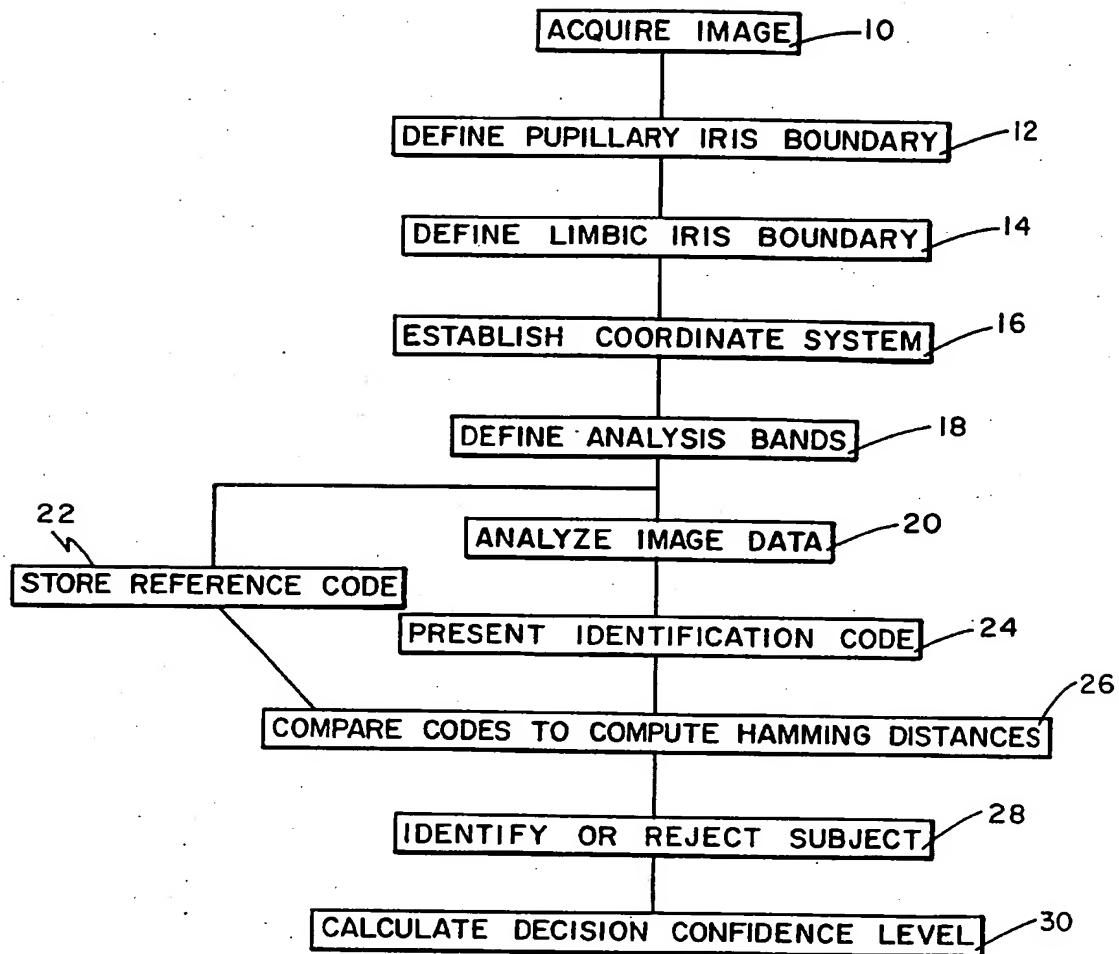 ACQUIRE IMAGE 10
DEFINE PUPILLARY IRIS BOUNDARY 12
DEFINE LIMBIC IRIS BOUNDARY 14
ESTABLISH COORDINATE SYSTEM 16
DEFINE ANALYSIS BANDS 18
22
ANALYZE IMAGE DATA 20
STORE REFERENCE CODE
PRESENT IDENTIFICATION CODE 24
COMPARE CODES TO COMPUTE HAMMING DISTANCES 26
IDENTIFY OR REJECT SUBJECT 28
CALCULATE DECISION CONFIDENCE LEVEL 30